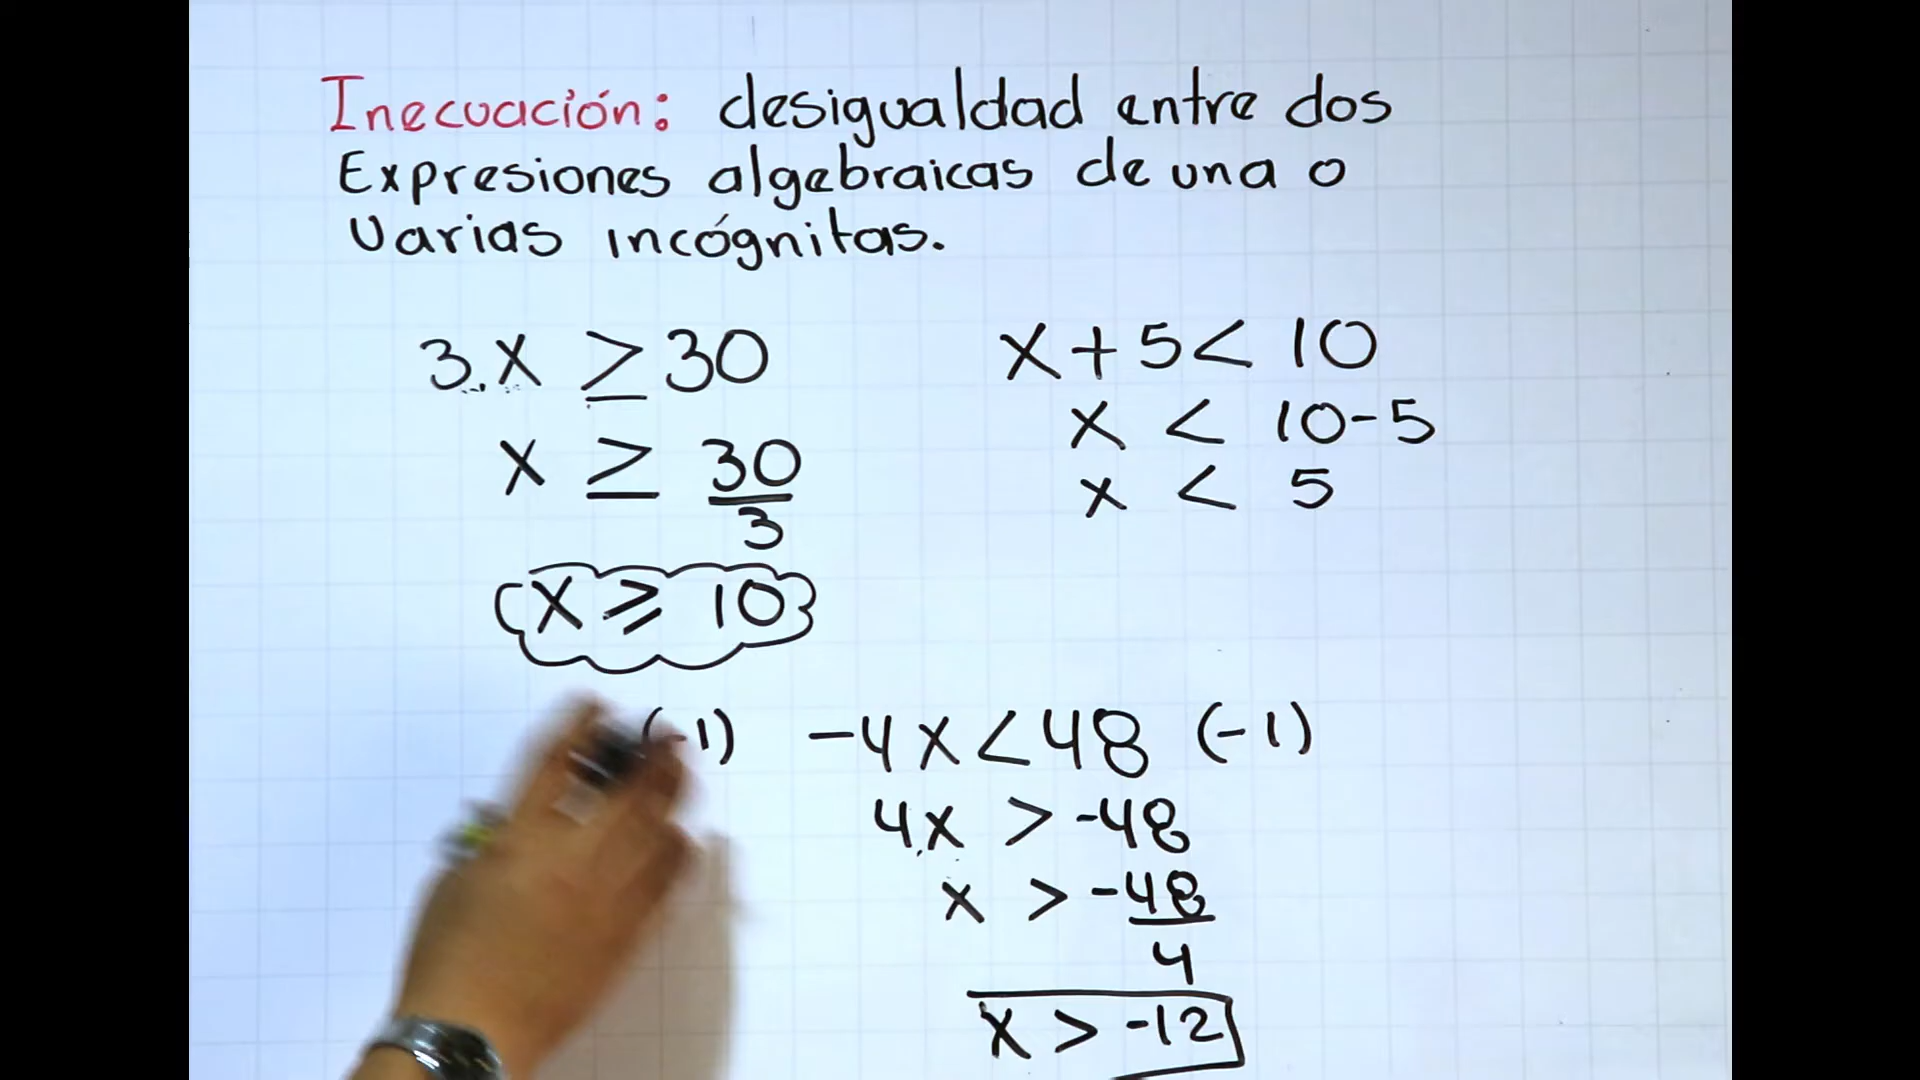 Inecuación: desigualdad entre dos
Expresiones algebraicas de una o
Varias incógnitas.
3.x ≥ 30
x ≥ 30/3
x ≥ 10
x + 5 < 10
x < 10-5
x < 5
(-1) -4x < 48 (-1)
4.x > -48
x > -48/4
x > -12